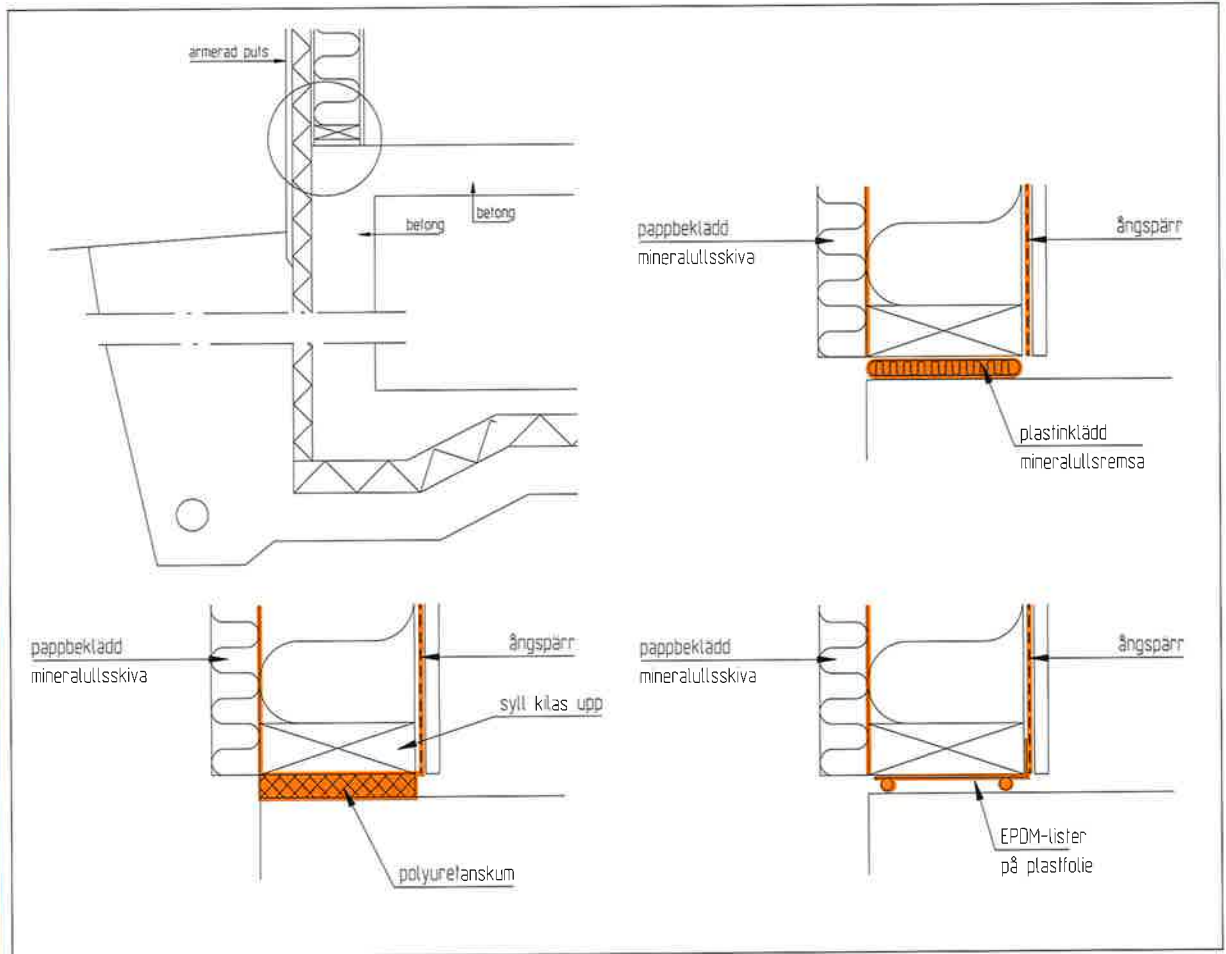 armerad puts
betong
betong
pappbeklädd
mineralullsskiva
ångspärr
plastinklädd
mineralullsremsa
pappbeklädd
mineralullsskiva
ångspärr
syll kilas upp
polyuretanskum
pappbeklädd
mineralullsskiva
ångspärr
EPDM-lister
på plastfolie